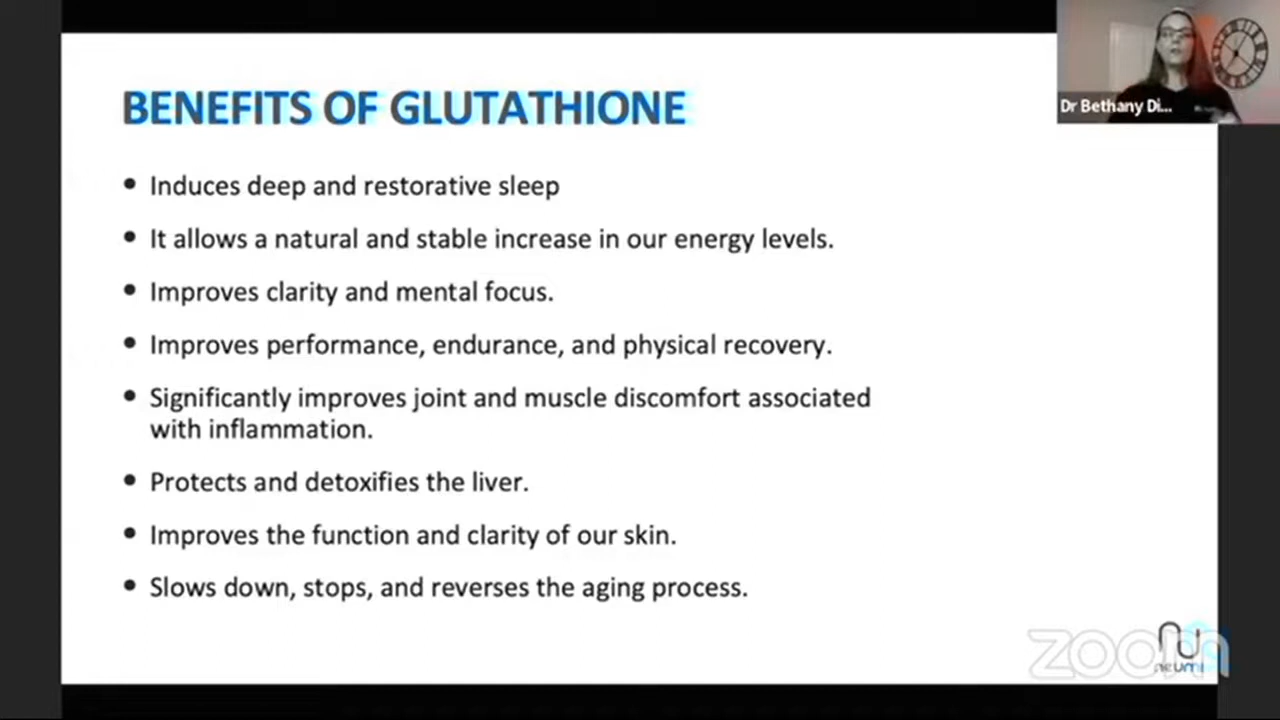 BENEFITS OF GLUTATHIONE
Dr Bethany Di...
• Induces deep and restorative sleep
• It allows a natural and stable increase in our energy levels.
• Improves clarity and mental focus.
• Improves performance, endurance, and physical recovery.
• Significantly improves joint and muscle discomfort associated
with inflammation.
• Protects and detoxifies the liver.
• Improves the function and clarity of our skin.
• Slows down, stops, and reverses the aging process.
zoom
neumi